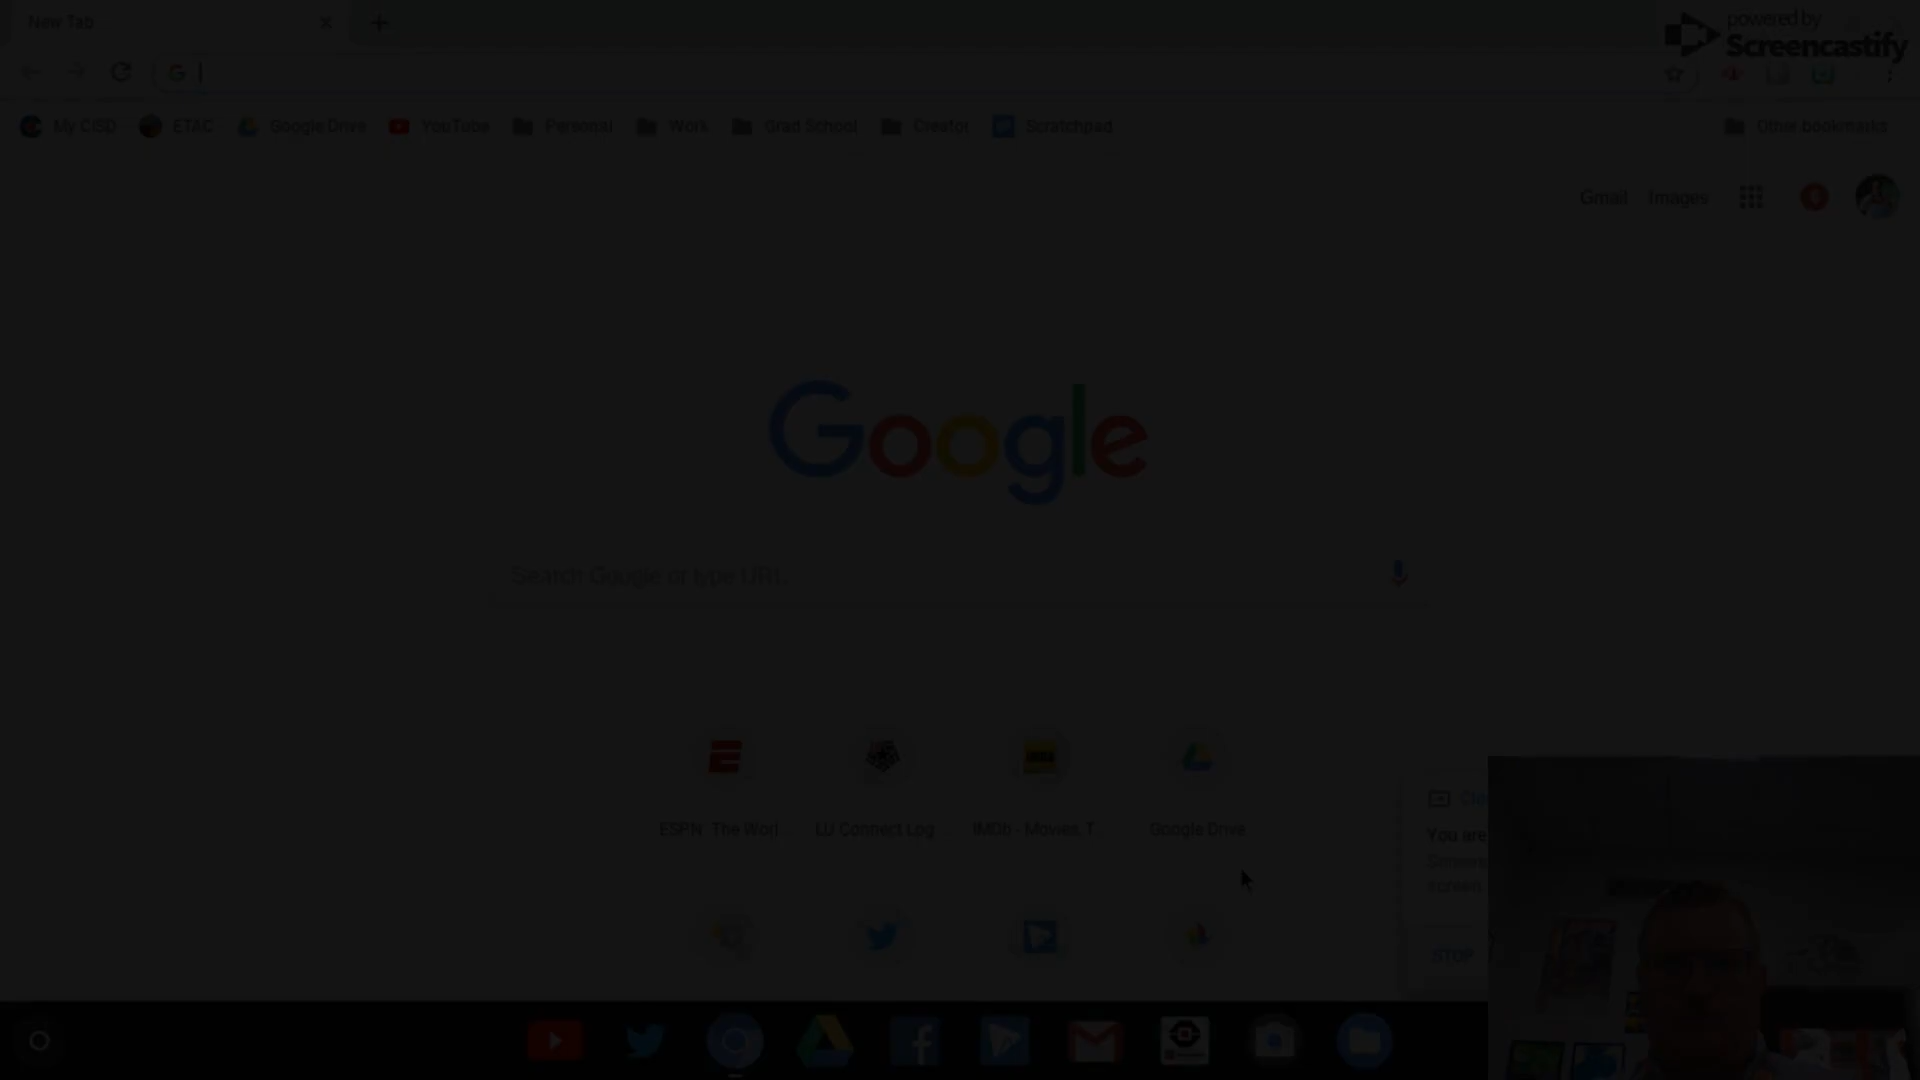 New Tab
powered by
Screencastify
My CISD
ETAC
Google Drive
YouTube
Personal
Work
Grad School
Creator
Scratchpad
Other bookmarks
Gmail
Images
Google
Search Google or type URL
ESPN: The Worl...
LU Connect Log...
IMDb - Movies, T...
Google Drive
You are
screen
STOP